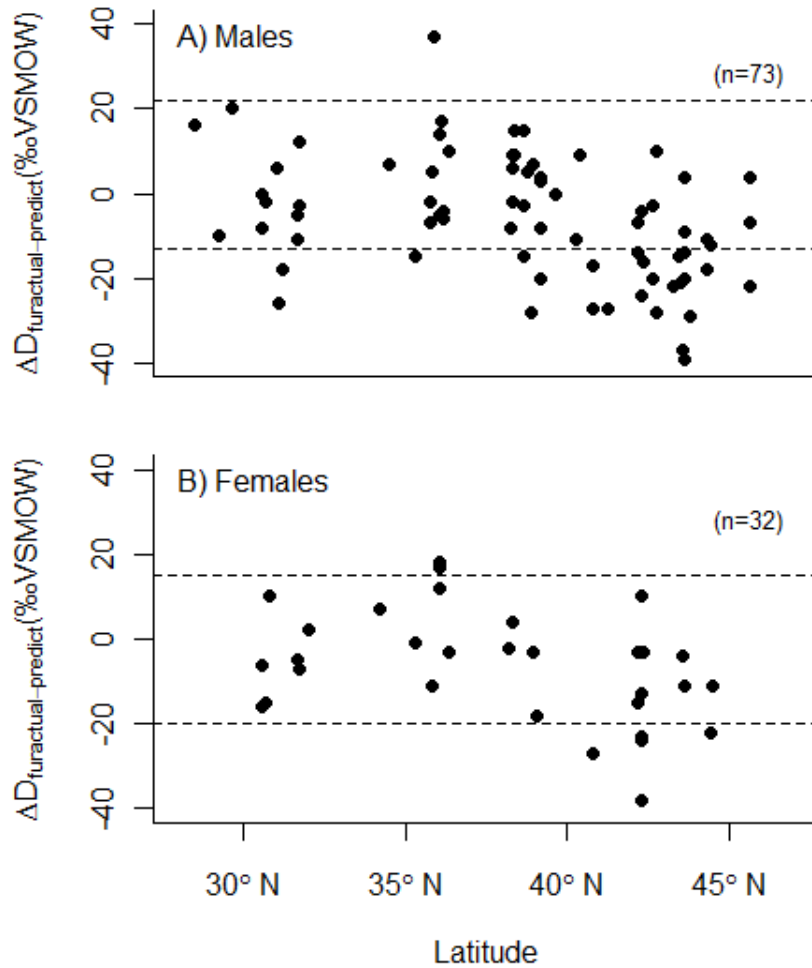 A) Males
(n=73)
40
20
0
-20
-40
ΔDfuractual−predict(‰VSMOW)
B) Females
(n=32)
40
20
0
-20
-40
ΔDfuractual−predict(‰VSMOW)
30° N 35° N 40° N 45° N
Latitude